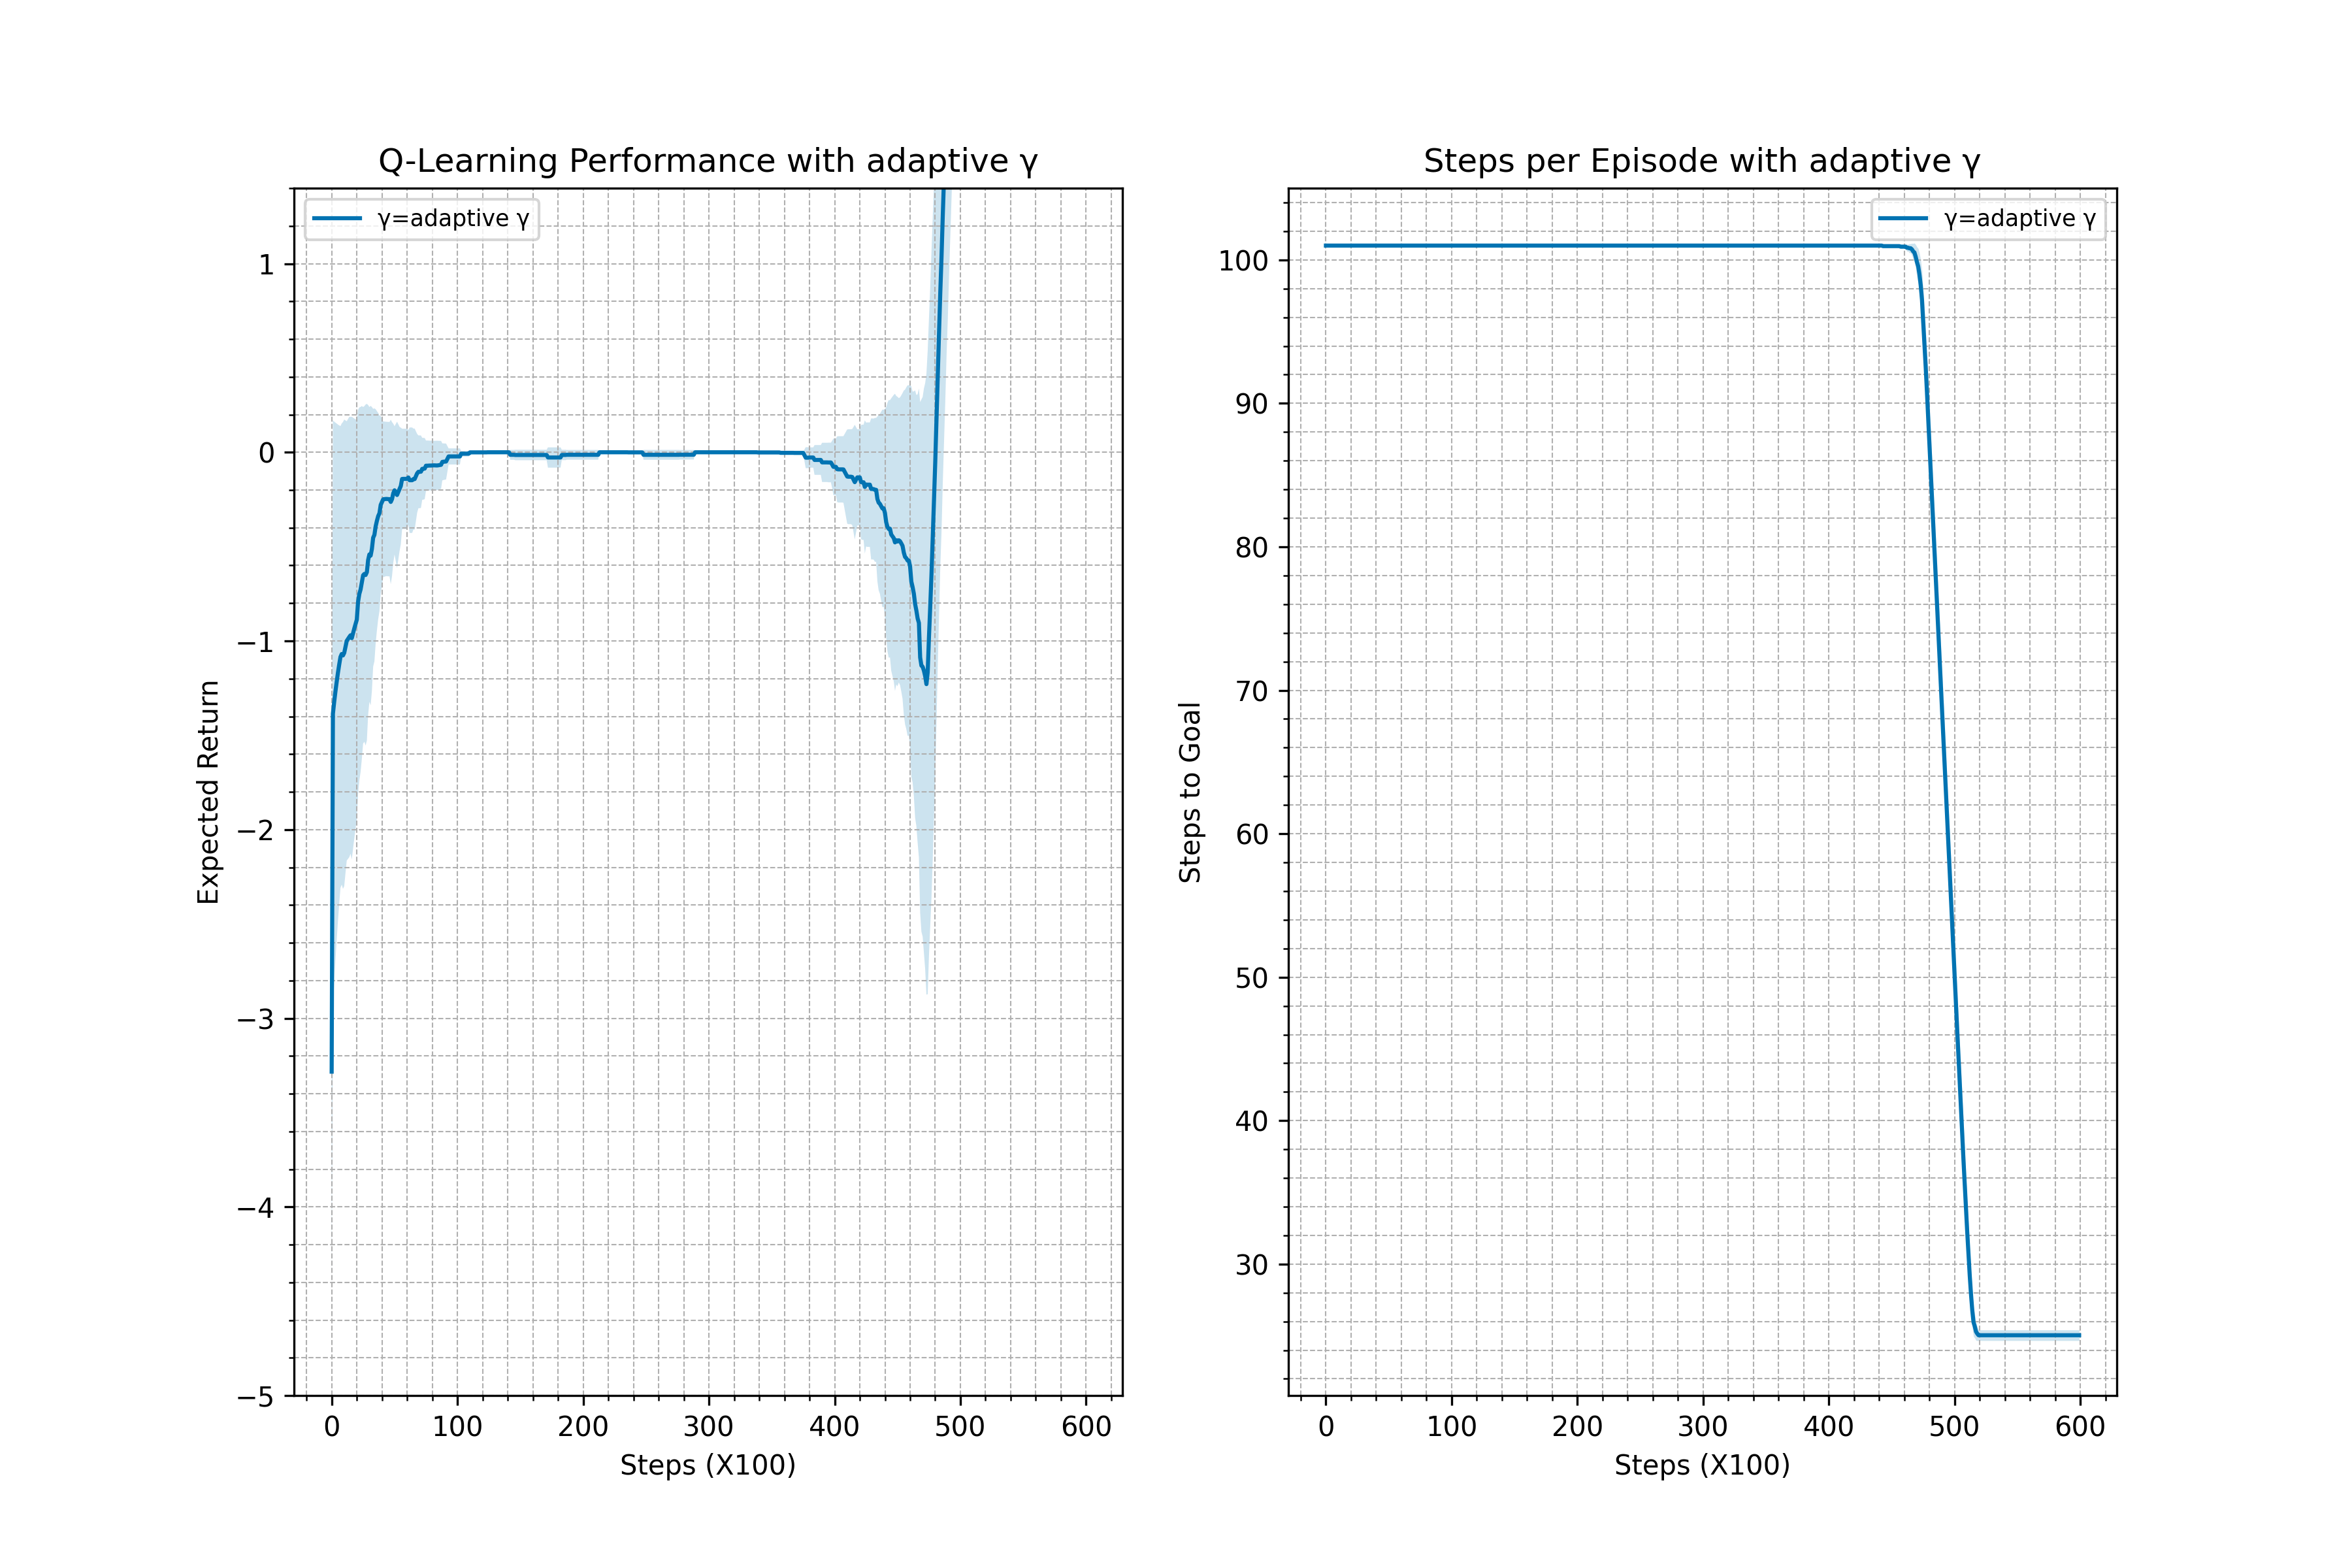 Q-Learning Performance with adaptive γ
γ=adaptive γ
Expected Return
1
0
−1
−2
−3
−4
−5
0 100 200 300 400 500 600
Steps (X100)
Steps per Episode with adaptive γ
γ=adaptive γ
Steps to Goal
100
90
80
70
60
50
40
30
0 100 200 300 400 500 600
Steps (X100)